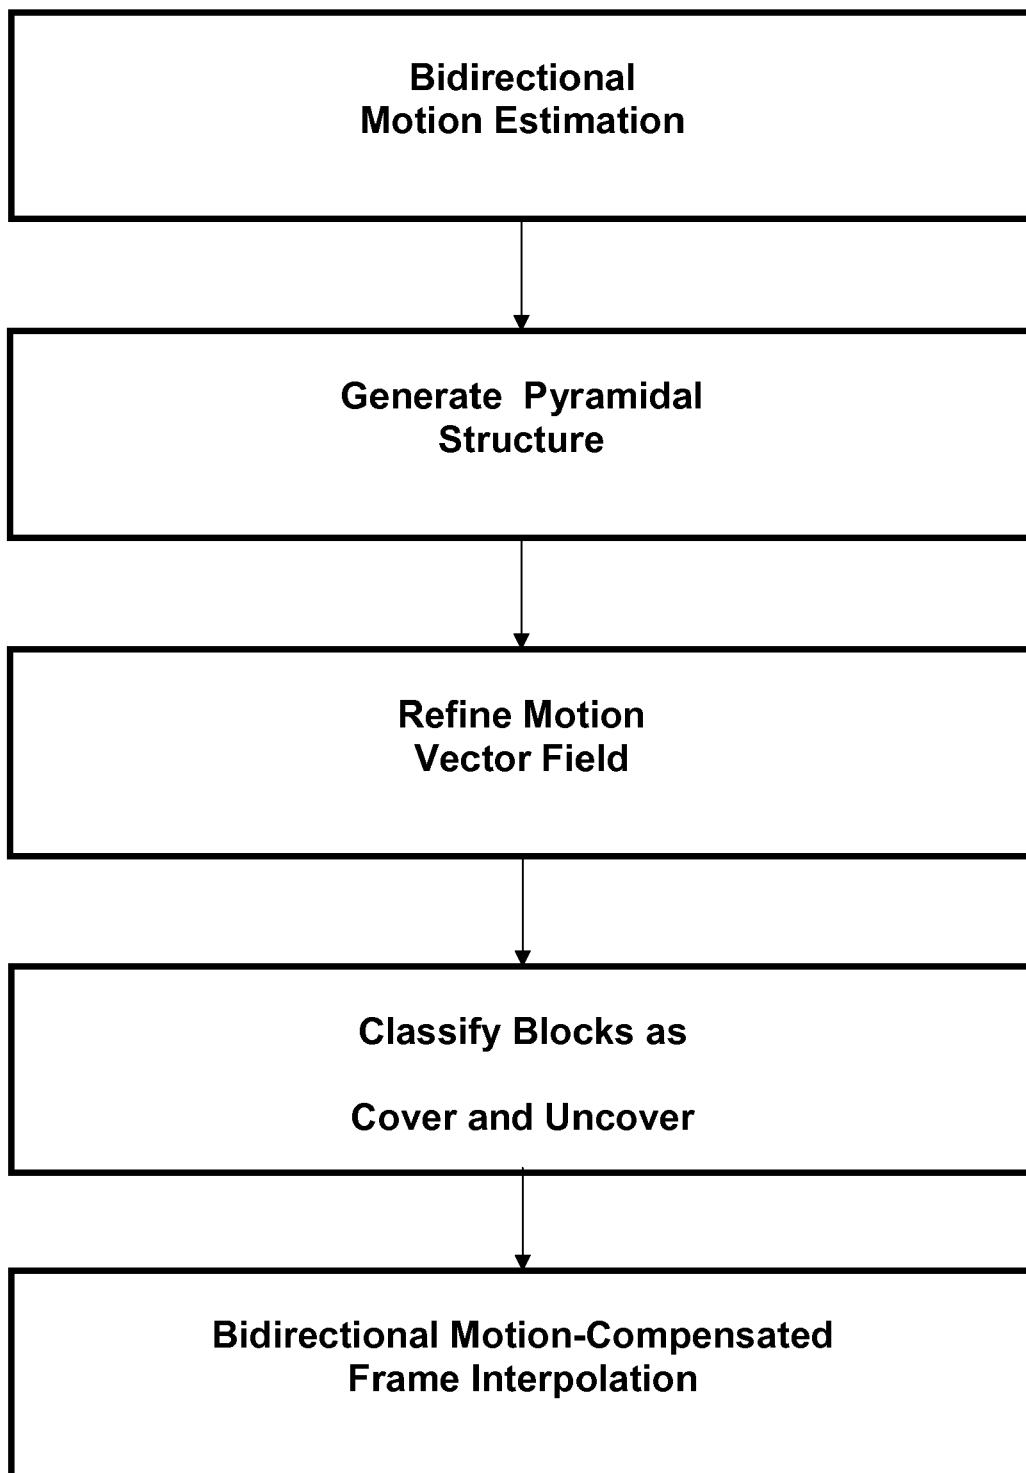 Bidirectional
Motion Estimation
Generate Pyramidal
Structure
Refine Motion
Vector Field
Classify Blocks as
Cover and Uncover
Bidirectional Motion-Compensated
Frame Interpolation